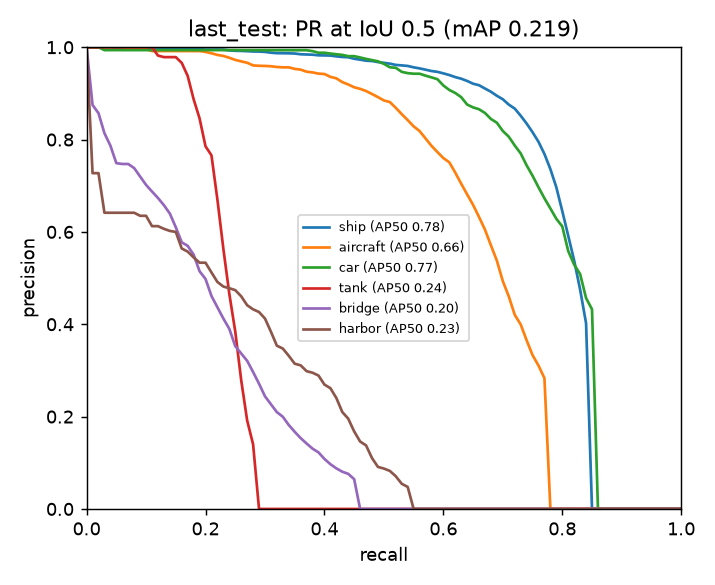 last_test: PR at IoU 0.5 (mAP 0.219)
1.0
0.8
0.6
0.4
0.2
0.0
precision
ship (AP50 0.78)
aircraft (AP50 0.66)
car (AP50 0.77)
tank (AP50 0.24)
bridge (AP50 0.20)
harbor (AP50 0.23)
0.0 0.2 0.4 0.6 0.8 1.0
recall